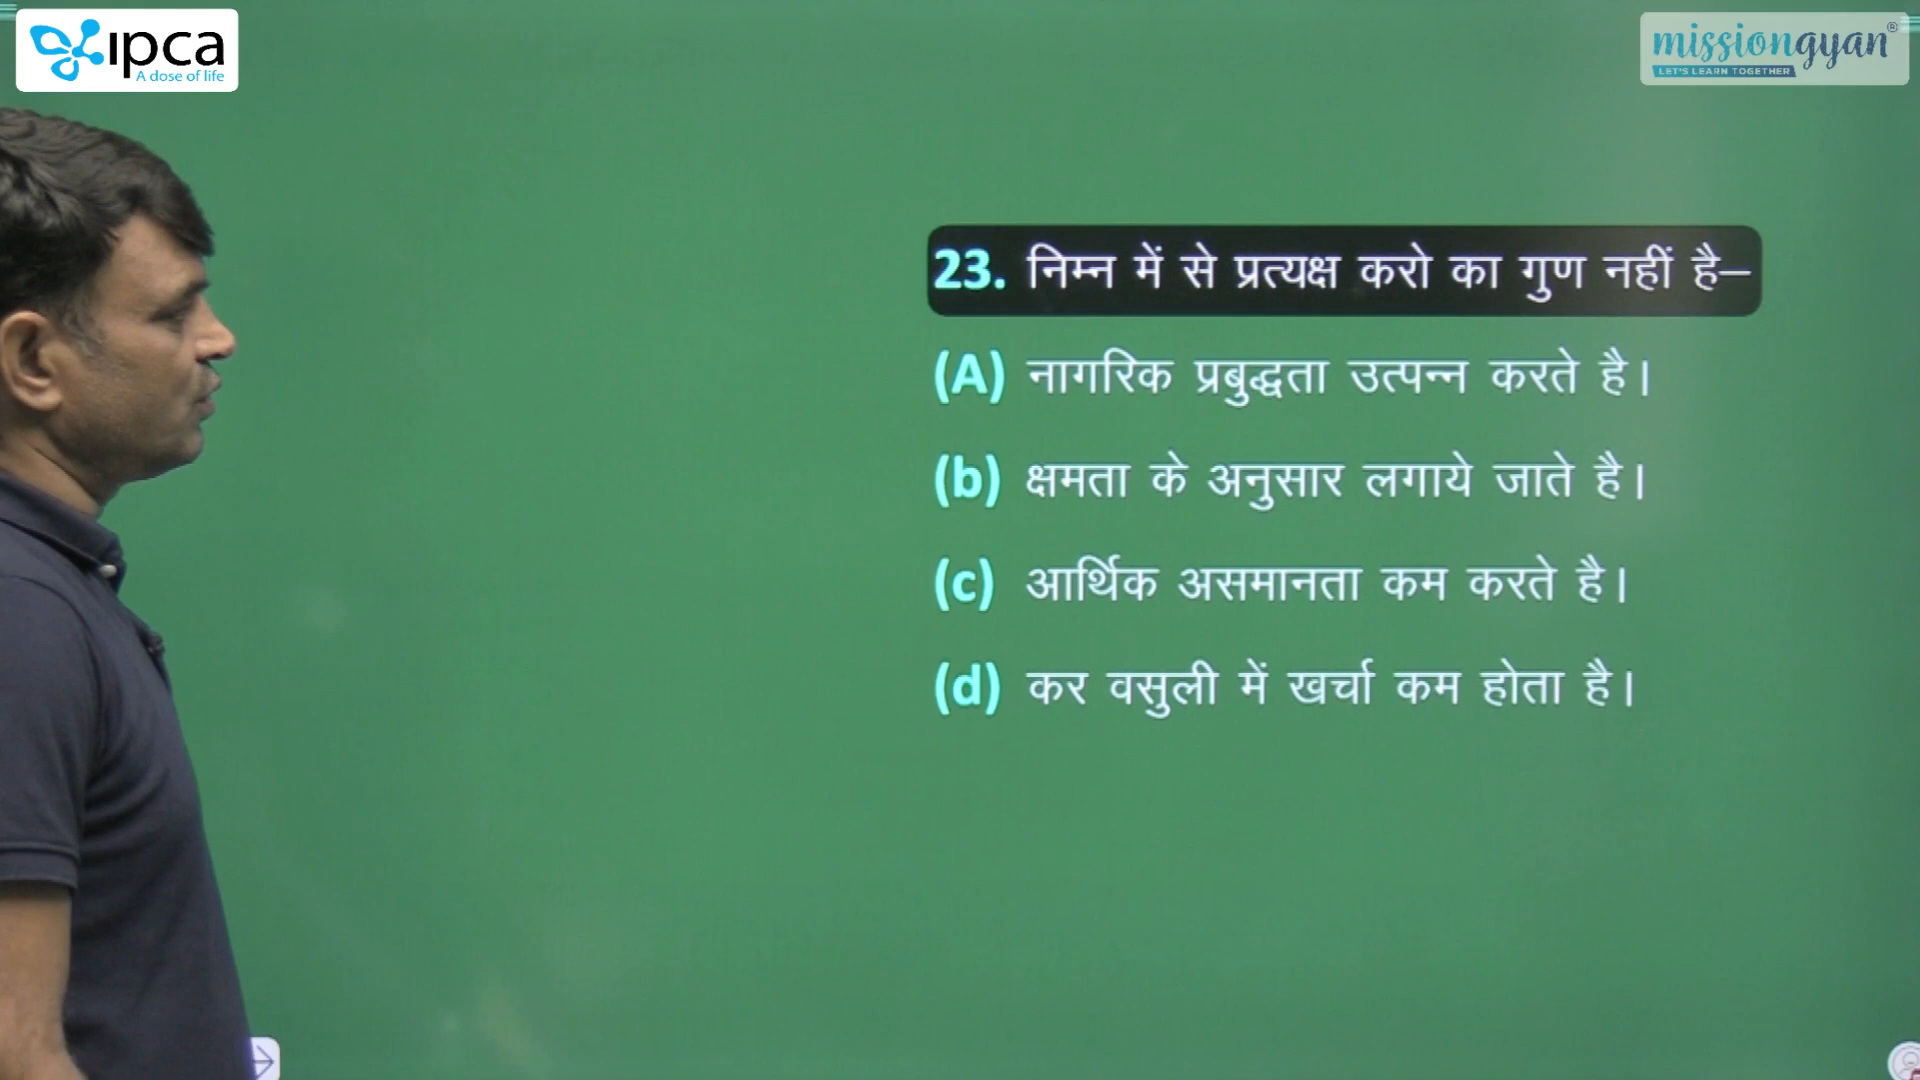 ipca
A dose of life
missiongyan®
LET'S LEARN TOGETHER
23. निम्न में से प्रत्यक्ष करो का गुण नहीं है–
(A) नागरिक प्रबुद्धता उत्पन्न करते है।
(b) क्षमता के अनुसार लगाये जाते है।
(c) आर्थिक असमानता कम करते है।
(d) कर वसुली में खर्चा कम होता है।